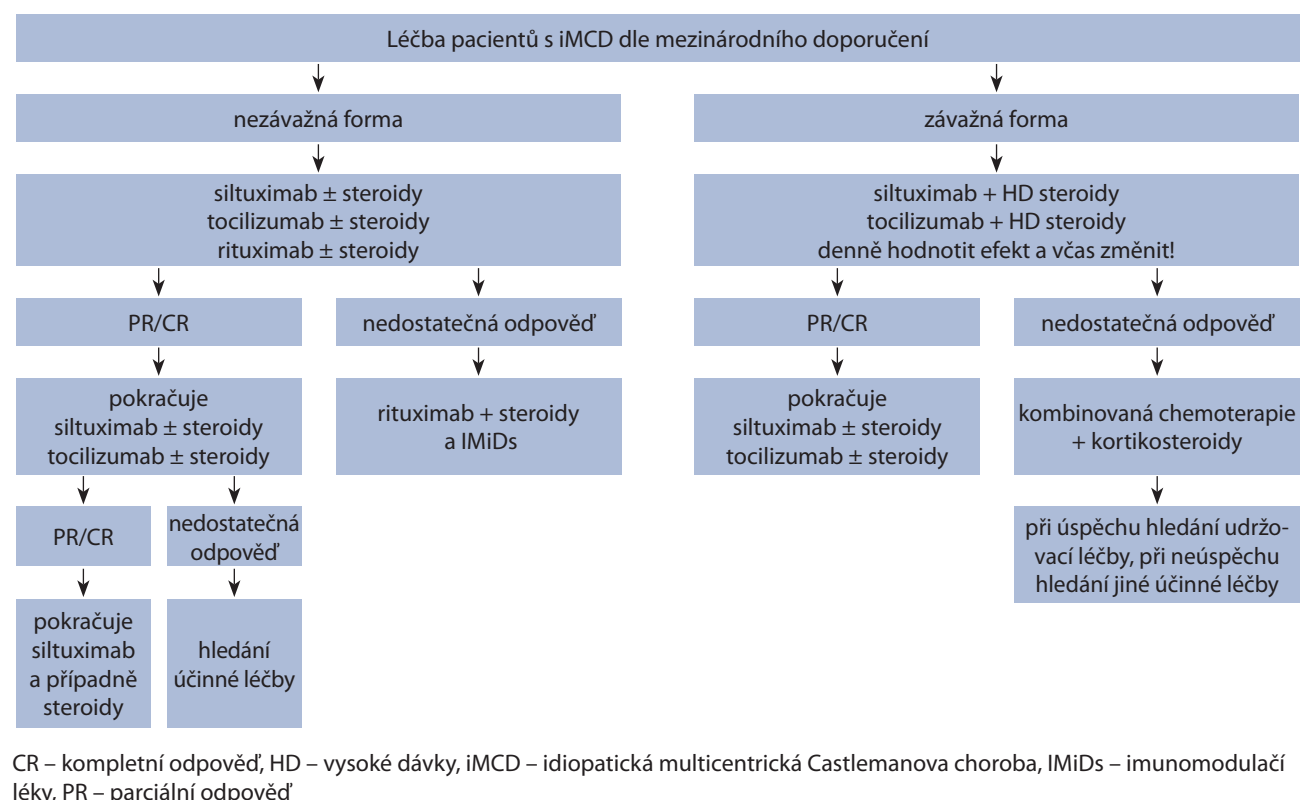 Léčba pacientů s iMCD dle mezinárodního doporučení
nezávažná forma
závažná forma
siltuximab ± steroidy
tocilizumab ± steroidy
rituximab ± steroidy
siltuximab + HD steroidy
tocilizumab + HD steroidy
denně hodnotit efekt a včas změnit!
PR/CR
nedostatečná odpověď
PR/CR
nedostatečná odpověď
pokračuje
siltuximab ± steroidy
tocilizumab ± steroidy
rituximab + steroidy
a IMiDs
pokračuje
siltuximab ± steroidy
tocilizumab ± steroidy
kombinovaná chemoterapie
+ kortikosteroidy
PR/CR
nedostatečná
odpověď
při úspěchu hledání udržo-
vací léčby, při neúspěchu
hledání jiné účinné léčby
pokračuje
siltuximab
a případně
steroidy
hledání
účinné léčby
CR – kompletní odpověď, HD – vysoké dávky, iMCD – idiopatická multicentrická Castlemanova choroba, IMiDs – imunomodulačí
léky, PR – parciální odpověď